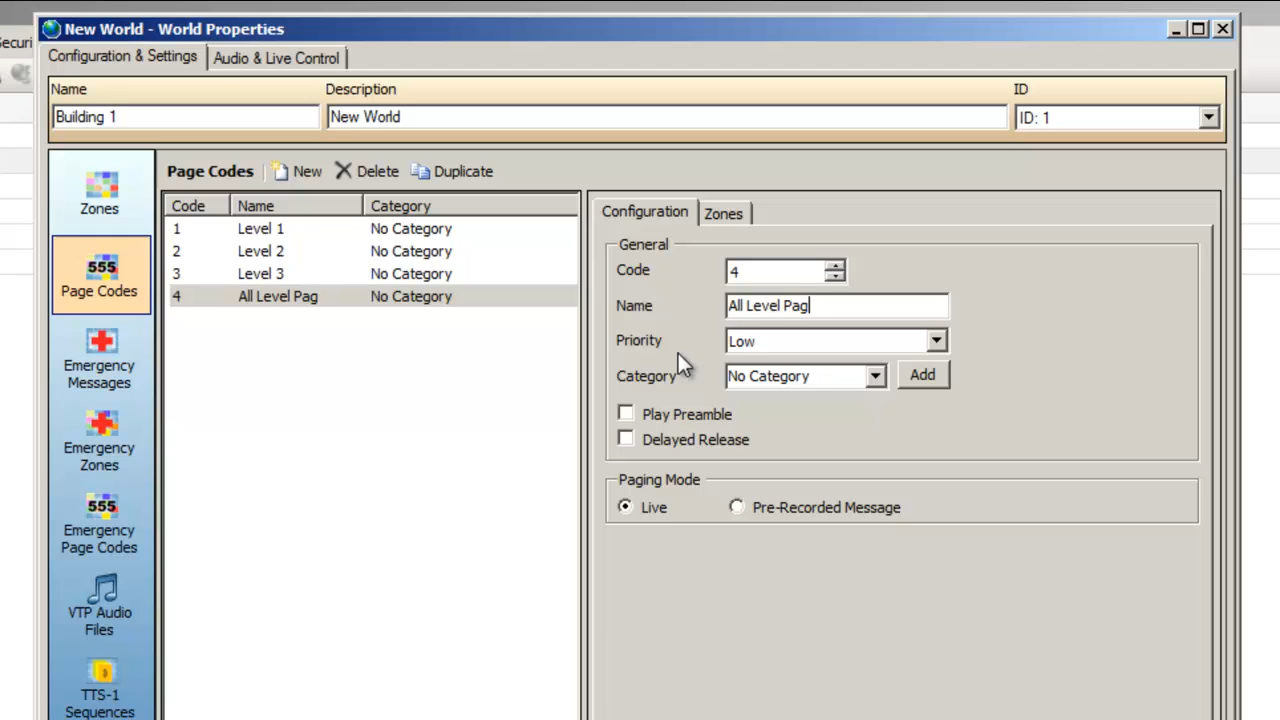 New World - World Properties
Securi
Configuration & Settings
Audio & Live Control
Name
Description
ID
Building 1
New World
ID: 1
Zones
555
Page Codes
Emergency
Messages
Emergency
Zones
555
Emergency
Page Codes
VTP Audio
Files
TTS-1
Sequences
Page Codes
New
Delete
Duplicate
Code Name Category
1 Level 1 No Category
2 Level 2 No Category
3 Level 3 No Category
4 All Level Pag No Category
Configuration
Zones
General
Code 4
Name All Level Pag
Priority Low
Category No Category Add
Play Preamble
Delayed Release
Paging Mode
Live Pre-Recorded Message